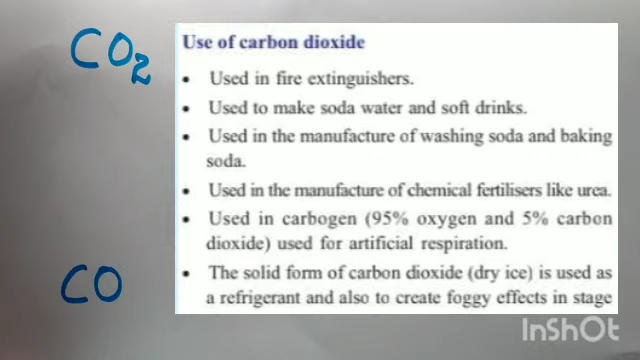 CO2
Use of carbon dioxide
• Used in fire extinguishers.
• Used to make soda water and soft drinks.
• Used in the manufacture of washing soda and baking
soda.
• Used in the manufacture of chemical fertilisers like urea.
• Used in carbogen (95% oxygen and 5% carbon
dioxide) used for artificial respiration.
• The solid form of carbon dioxide (dry ice) is used as
a refrigerant and also to create foggy effects in stage
CO
InShOt